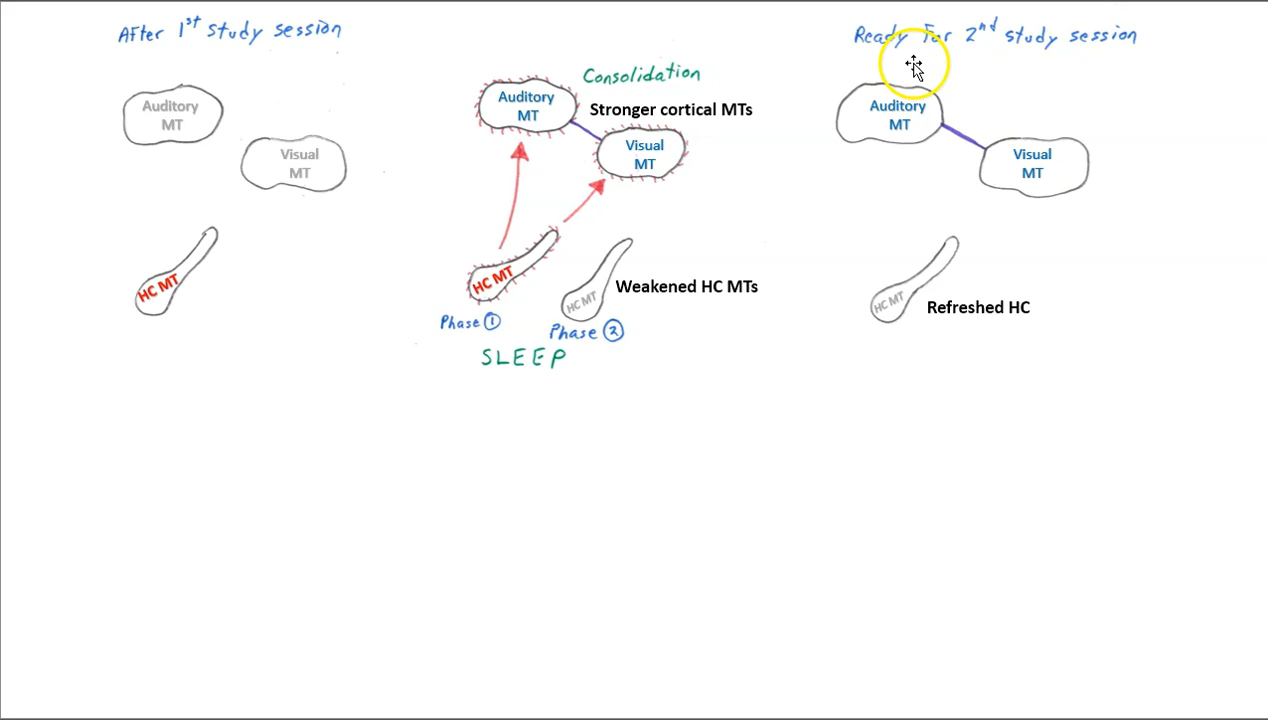 After 1st study session
Auditory
MT
Visual
MT
HC MT
Consolidation
Auditory
MT
Stronger cortical MTs
Visual
MT
HC MT
HC MT
Weakened HC MTs
Phase 1
Phase 2
SLEEP
Ready for 2nd study session
Auditory
MT
Visual
MT
HC MT
Refreshed HC